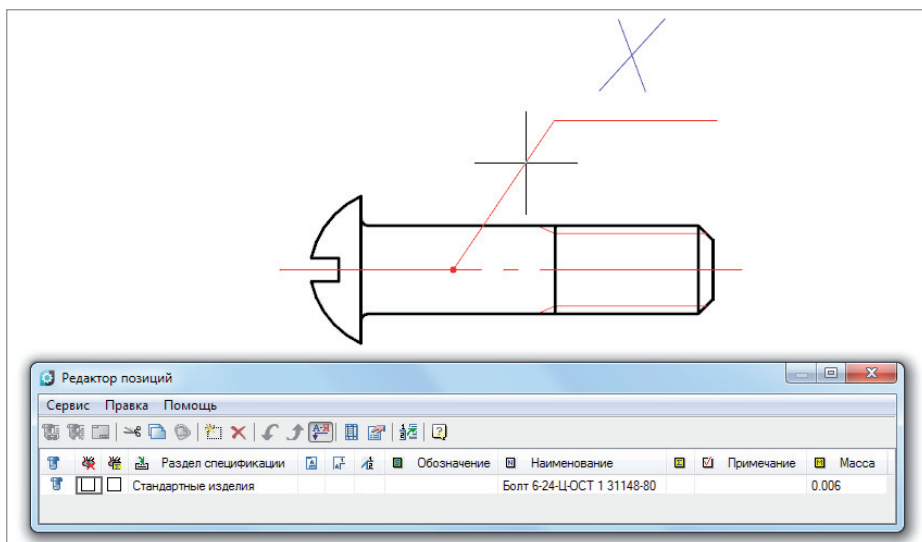 Редактор позиций
Сервис Правка Помощь
Раздел спецификации Обозначение Наименование Примечание Масса
Стандартные изделия Болт 6-24-Ц-ОСТ 1 31148-80 0.006